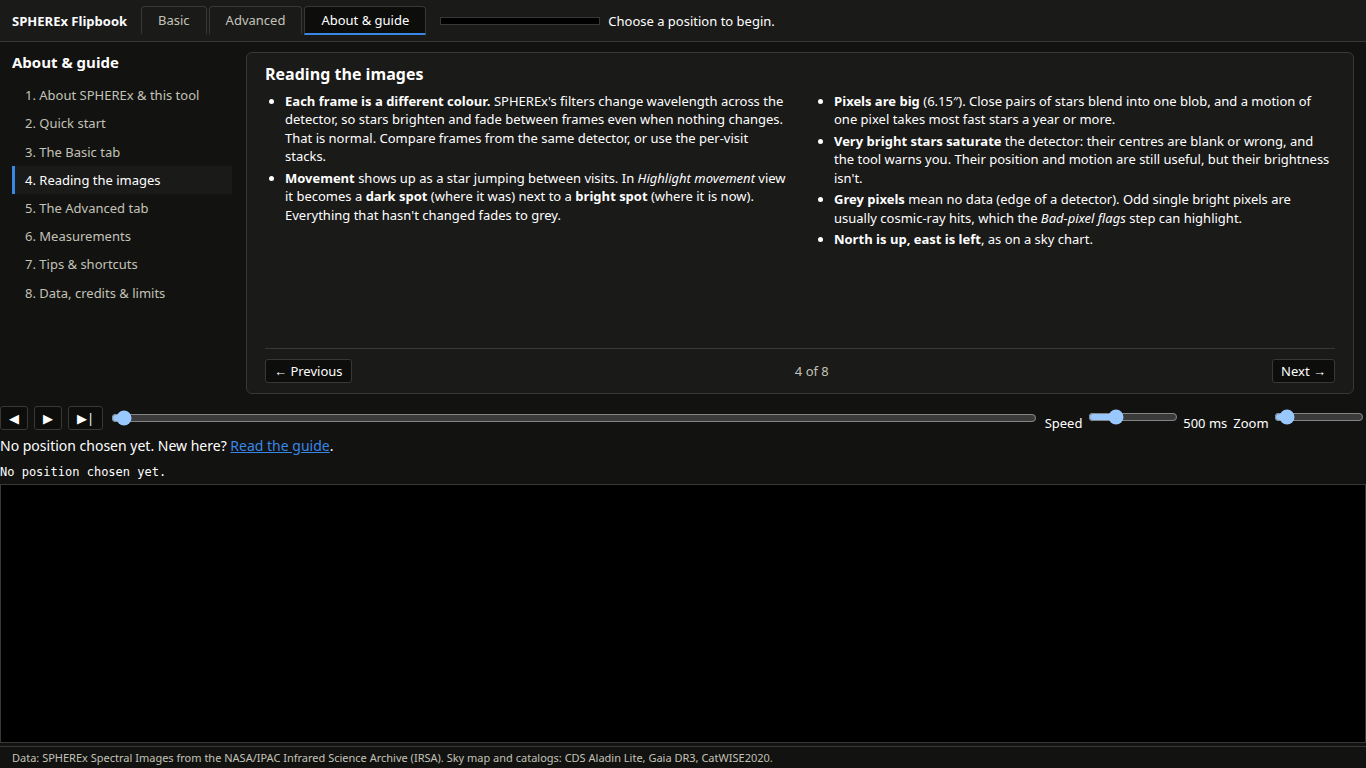 SPHEREx Flipbook
Basic
Advanced
About & guide
Choose a position to begin.
About & guide
1. About SPHEREx & this tool
2. Quick start
3. The Basic tab
4. Reading the images
5. The Advanced tab
6. Measurements
7. Tips & shortcuts
8. Data, credits & limits
Reading the images
• Each frame is a different colour. SPHEREx's filters change wavelength across the
detector, so stars brighten and fade between frames even when nothing changes.
That is normal. Compare frames from the same detector, or use the per-visit
stacks.
• Movement shows up as a star jumping between visits. In Highlight movement view
it becomes a dark spot (where it was) next to a bright spot (where it is now).
Everything that hasn't changed fades to grey.
• Pixels are big (6.15″). Close pairs of stars blend into one blob, and a motion of
one pixel takes most fast stars a year or more.
• Very bright stars saturate the detector: their centres are blank or wrong, and
the tool warns you. Their position and motion are still useful, but their brightness
isn't.
• Grey pixels mean no data (edge of a detector). Odd single bright pixels are
usually cosmic-ray hits, which the Bad-pixel flags step can highlight.
• North is up, east is left, as on a sky chart.
← Previous
4 of 8
Next →
◀ ▶ ▶| Speed 500 ms Zoom
No position chosen yet. New here? Read the guide.
No position chosen yet.
Data: SPHEREx Spectral Images from the NASA/IPAC Infrared Science Archive (IRSA). Sky map and catalogs: CDS Aladin Lite, Gaia DR3, CatWISE2020.